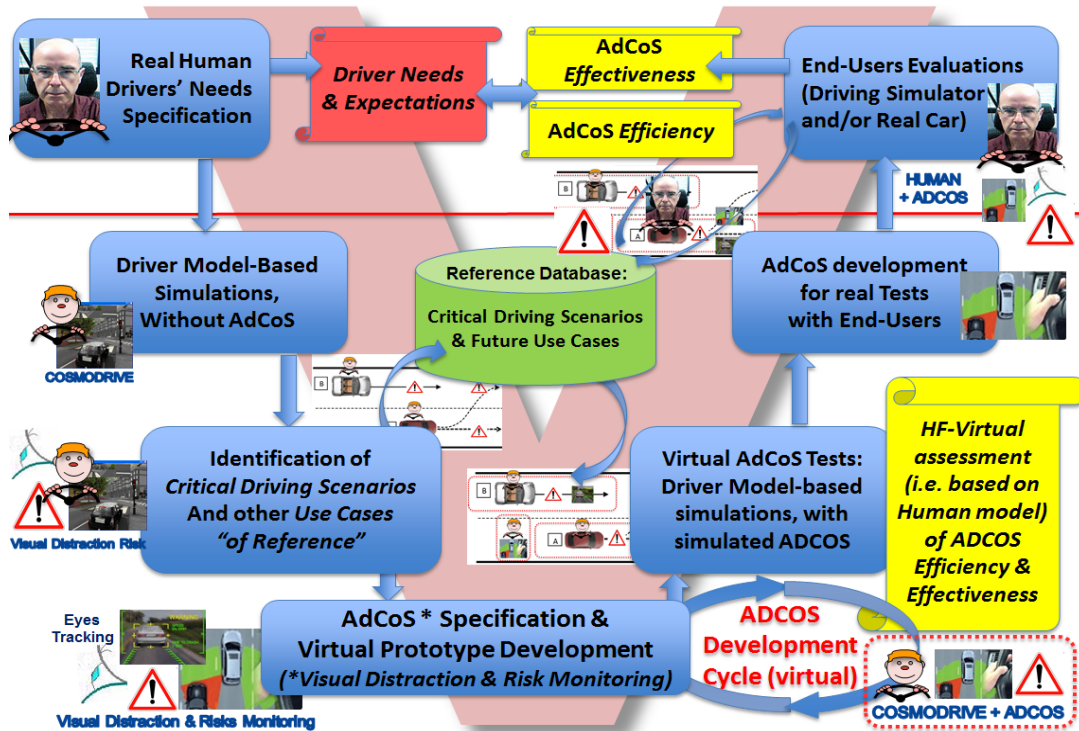 Real Human
Drivers' Needs
Specification
Driver Needs
& Expectations
AdCoS
Effectiveness
AdCoS Efficiency
End-Users Evaluations
(Driving Simulator
and/or Real Car)
HUMAN
+ ADCOS
B
A
Driver Model-Based
Simulations,
Without AdCoS
COSMODRIVE
Reference Database:
Critical Driving Scenarios
& Future Use Cases
AdCoS development
for real Tests
with End-Users
B
A
Identification of
Critical Driving Scenarios
And other Use Cases
"of Reference"
Visual Distraction Risk
B
A
Virtual AdCoS Tests:
Driver Model-based
simulations, with
simulated ADCOS
HF-Virtual
assessment
(i.e. based on
Human model)
of ADCOS
Efficiency &
Effectiveness
Eyes
Tracking
Visual Distraction & Risks Monitoring
AdCoS * Specification &
Virtual Prototype Development
(*Visual Distraction & Risk Monitoring)
ADCOS
Development
Cycle (virtual)
COSMODRIVE + ADCOS